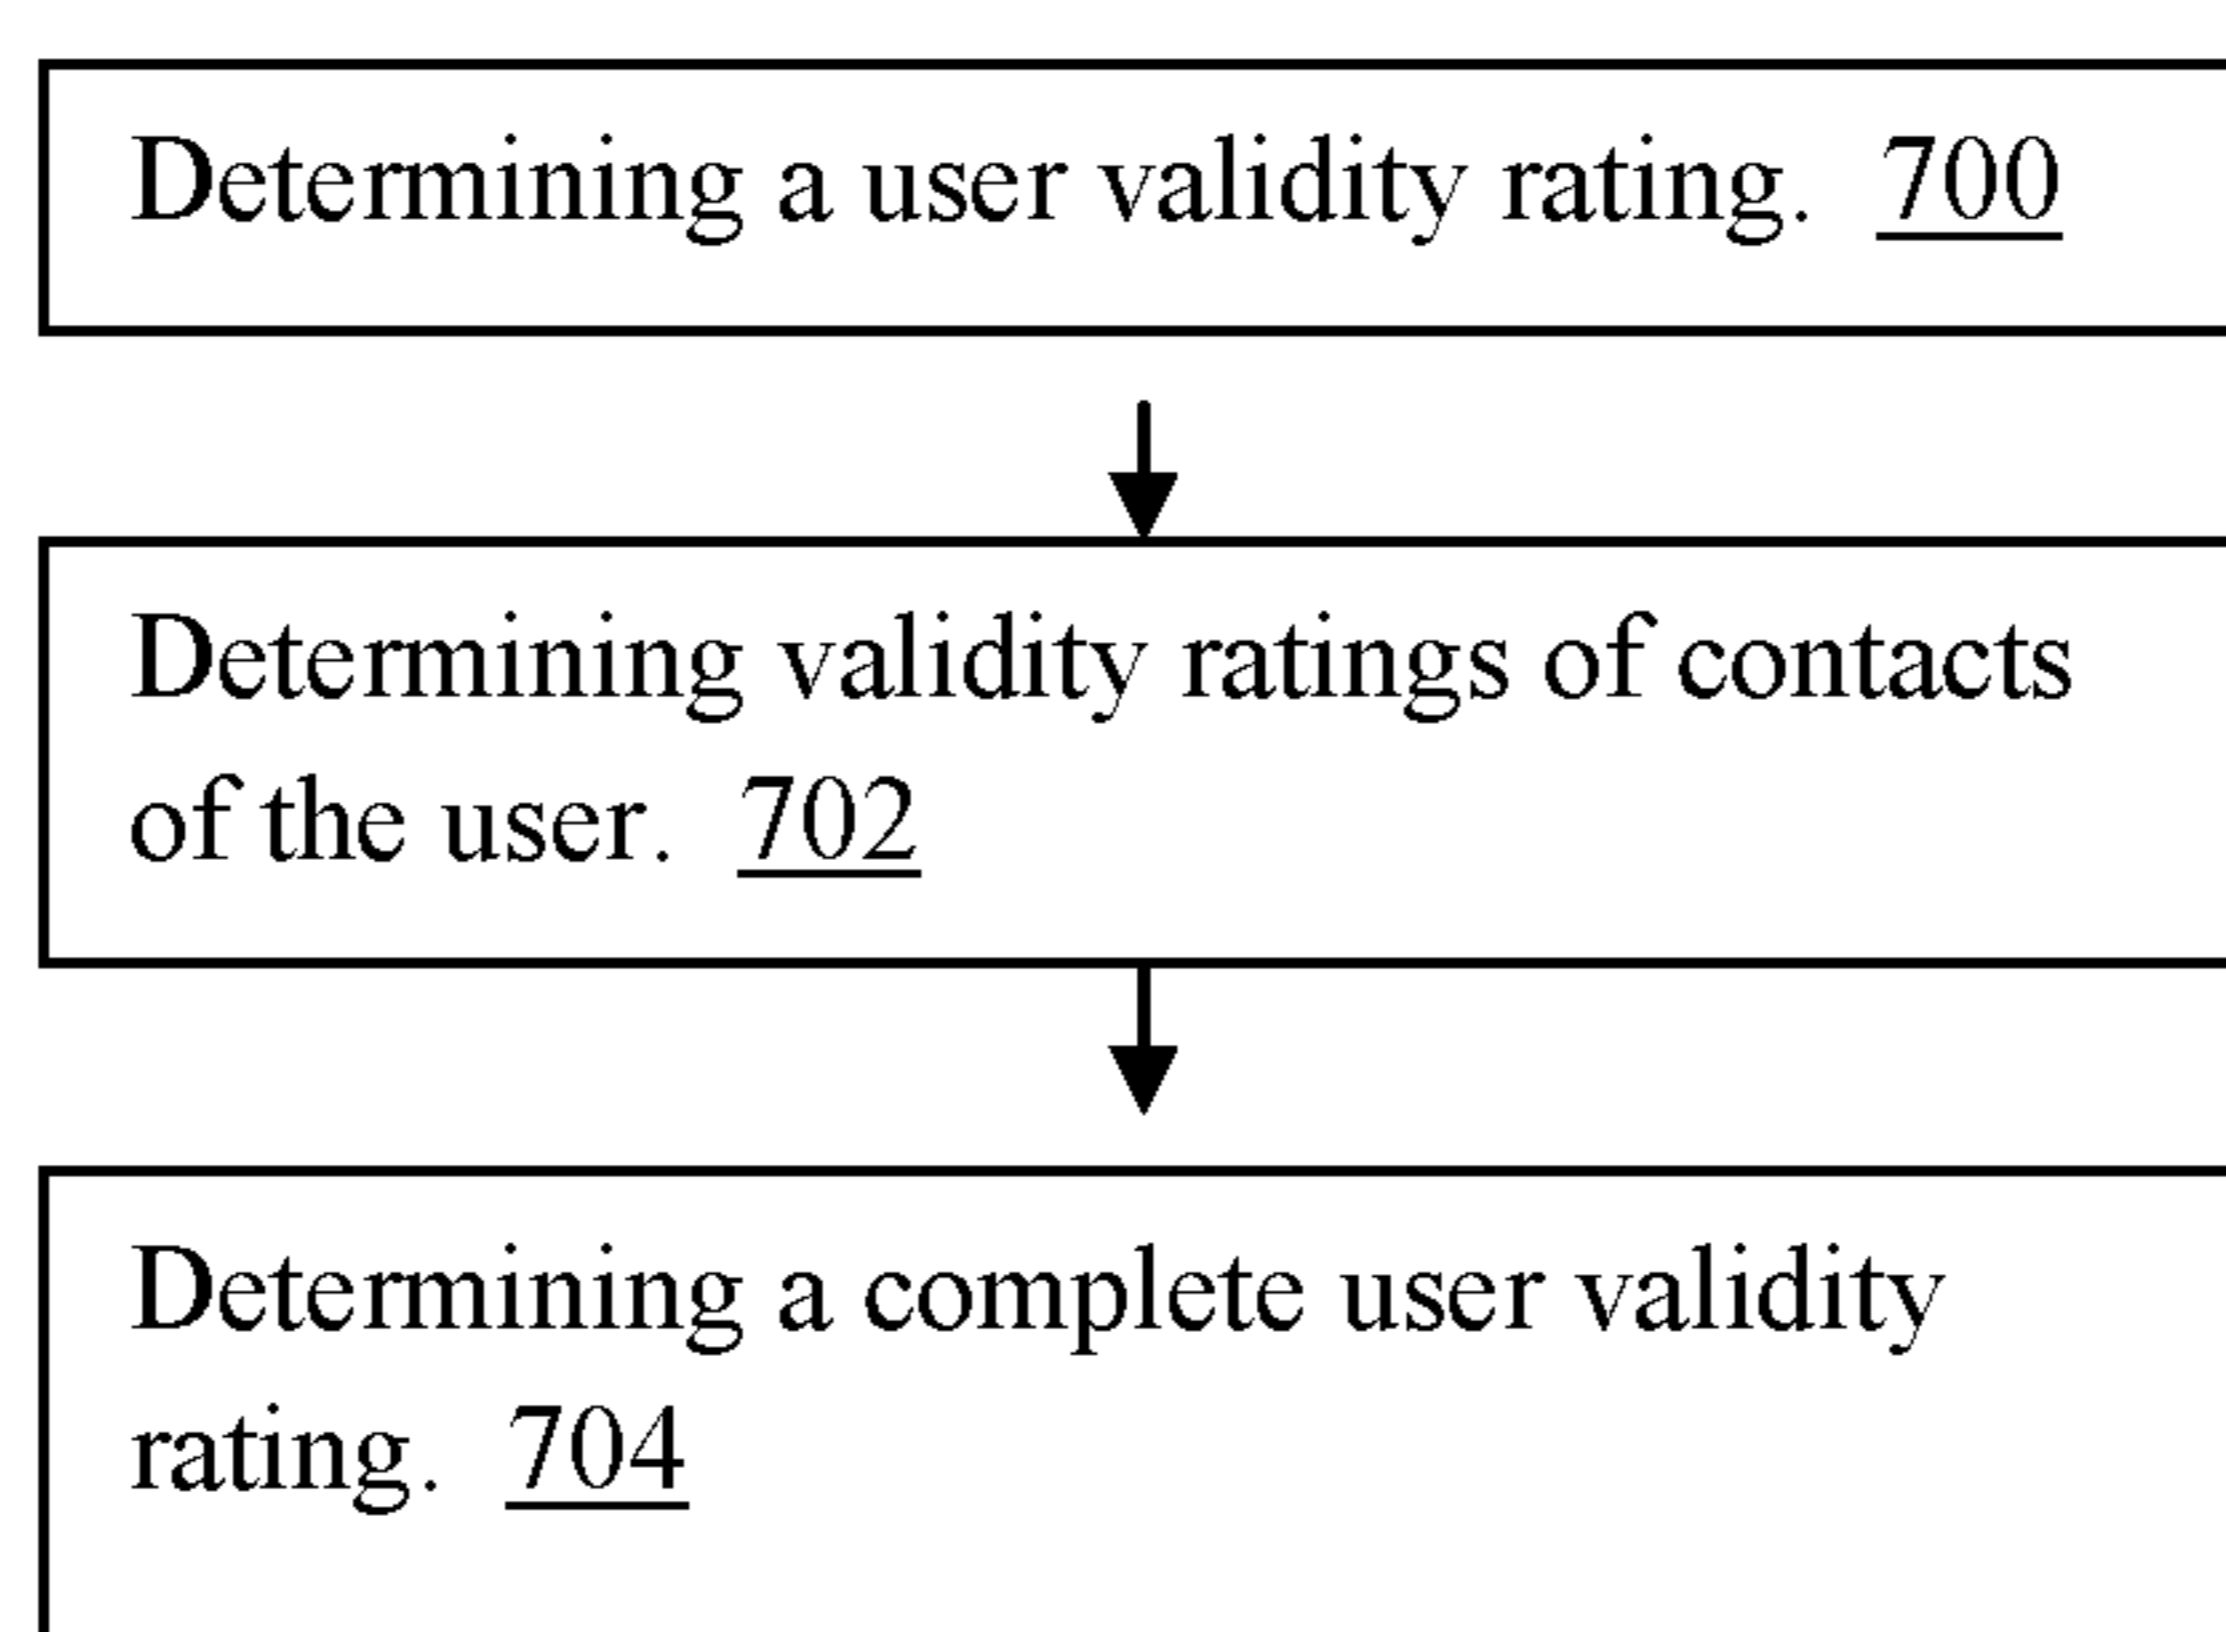 Determining a user validity rating. 700
Determining validity ratings of contacts
of the user. 702
Determining a complete user validity
rating. 704